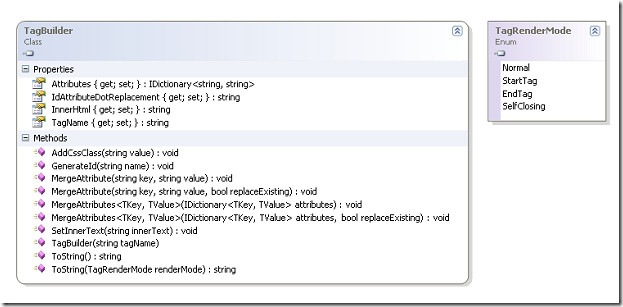 TagBuilder
Class
Properties
Attributes { get; set; } : IDictionary<string, string>
IdAttributeDotReplacement { get; set; } : string
InnerHtml { get; set; } : string
TagName { get; set; } : string
Methods
AddCssClass(string value) : void
GenerateId(string name) : void
MergeAttribute(string key, string value) : void
MergeAttribute(string key, string value, bool replaceExisting) : void
MergeAttributes<TKey, TValue>(IDictionary<TKey, TValue> attributes) : void
MergeAttributes<TKey, TValue>(IDictionary<TKey, TValue> attributes, bool replaceExisting) : void
SetInnerText(string innerText) : void
TagBuilder(string tagName)
ToString() : string
ToString(TagRenderMode renderMode) : string
TagRenderMode
Enum
Normal
StartTag
EndTag
SelfClosing